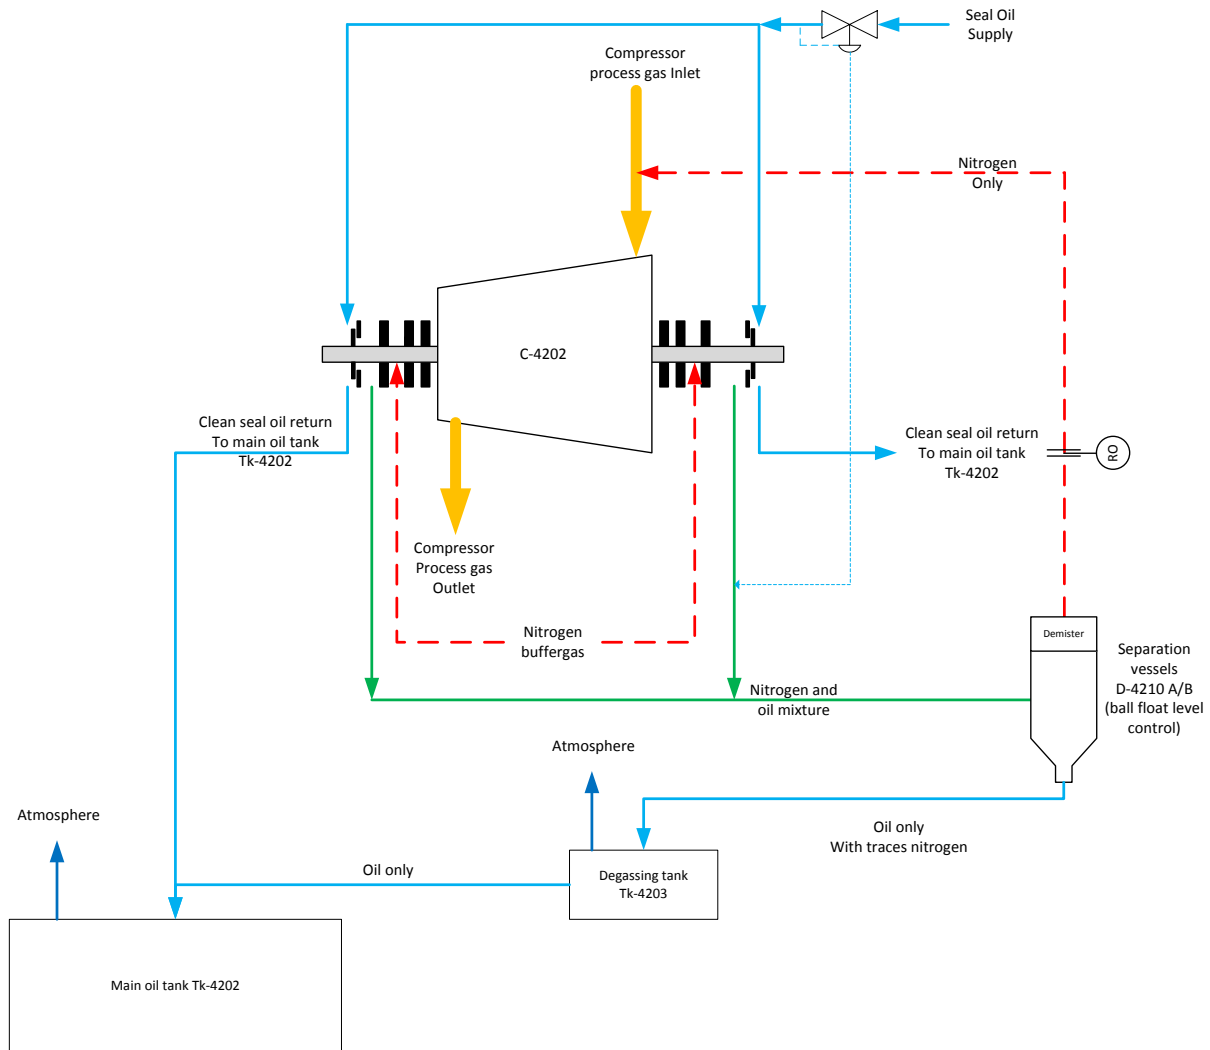 Seal Oil
Supply
Compressor
process gas Inlet
Nitrogen
Only
C-4202
Clean seal oil return
To main oil tank
Tk-4202
Clean seal oil return
To main oil tank
Tk-4202
RO
Compressor
Process gas
Outlet
Nitrogen
buffergas
Demister
Separation
vessels
D-4210 A/B
(ball float level
control)
Nitrogen and
oil mixture
Atmosphere
Atmosphere
Oil only
With traces nitrogen
Oil only
Degassing tank
Tk-4203
Main oil tank Tk-4202